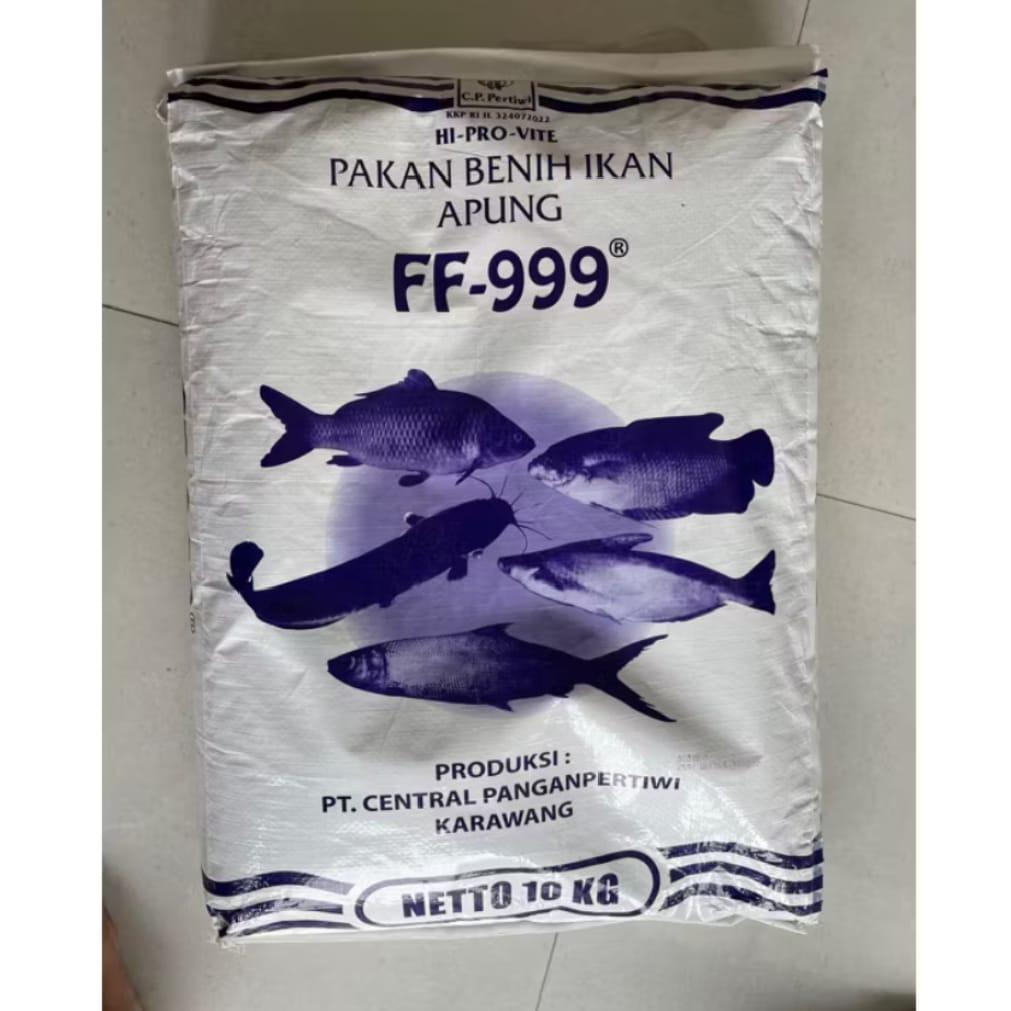 C.P. Pertiwi
KKP RI II. 324072022
HI-PRO-VITE
PAKAN BENIH IKAN
APUNG
FF-999®
PRODUKSI :
PT. CENTRAL PANGANPERTIWI
KARAWANG
NETTO 10 KG